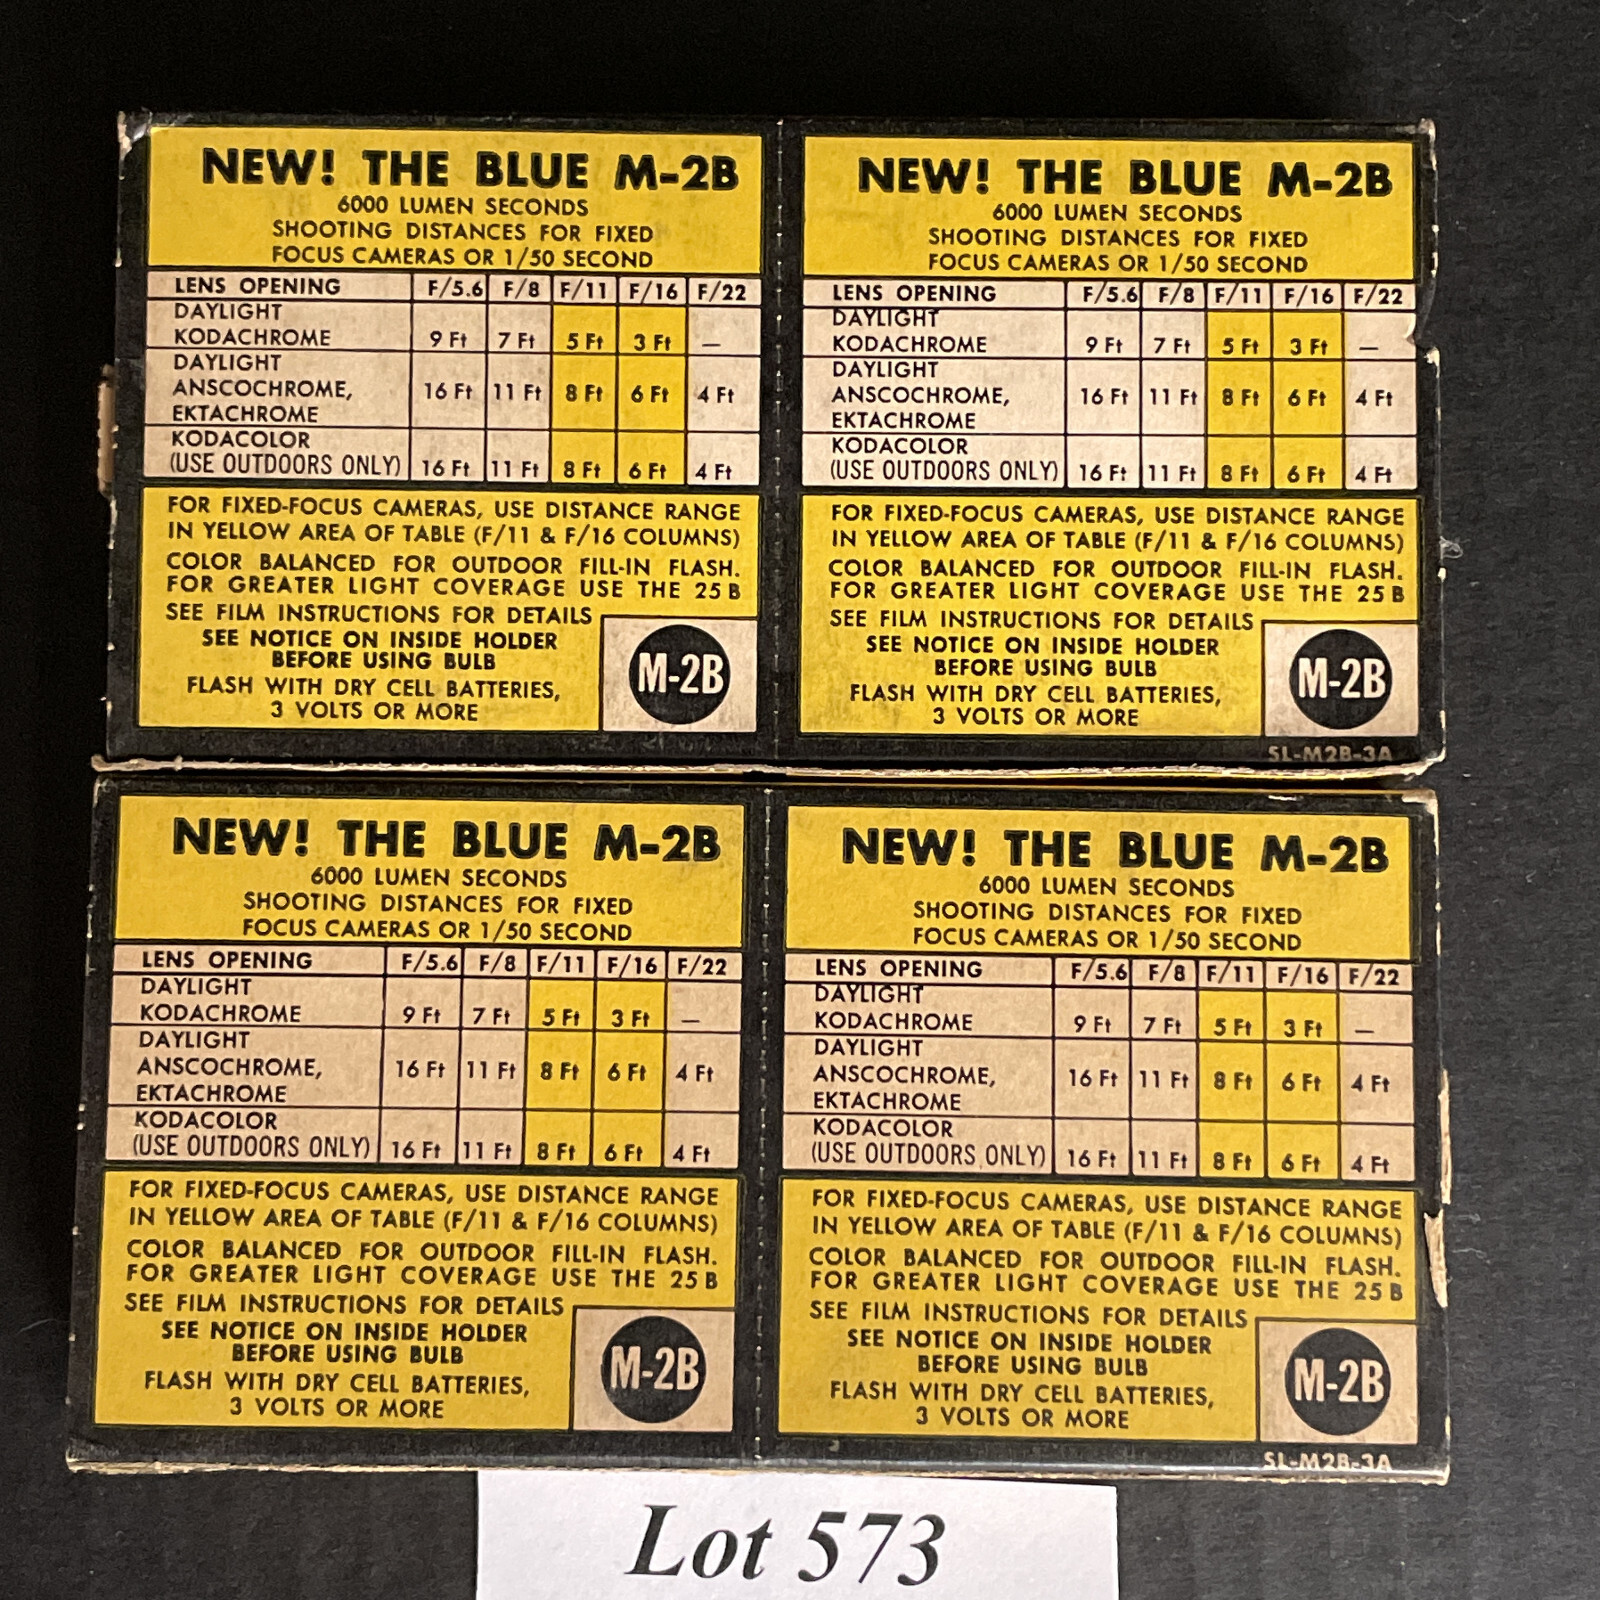 NEW! THE BLUE M-2B
6000 LUMEN SECONDS
SHOOTING DISTANCES FOR FIXED
FOCUS CAMERAS OR 1/50 SECOND
LENS OPENING F/5.6 F/8 F/11 F/16 F/22
DAYLIGHT
KODACHROME 9 Ft 7 Ft 5 Ft 3 Ft —
DAYLIGHT
ANSCOCHROME, 16 Ft 11 Ft 8 Ft 6 Ft 4 Ft
EKTACHROME
KODACOLOR
(USE OUTDOORS ONLY) 16 Ft 11 Ft 8 Ft 6 Ft 4 Ft
FOR FIXED-FOCUS CAMERAS, USE DISTANCE RANGE
IN YELLOW AREA OF TABLE (F/11 & F/16 COLUMNS)
COLOR BALANCED FOR OUTDOOR FILL-IN FLASH.
FOR GREATER LIGHT COVERAGE USE THE 25 B
SEE FILM INSTRUCTIONS FOR DETAILS
SEE NOTICE ON INSIDE HOLDER
BEFORE USING BULB
FLASH WITH DRY CELL BATTERIES,
3 VOLTS OR MORE
M-2B
NEW! THE BLUE M-2B
6000 LUMEN SECONDS
SHOOTING DISTANCES FOR FIXED
FOCUS CAMERAS OR 1/50 SECOND
LENS OPENING F/5.6 F/8 F/11 F/16 F/22
DAYLIGHT
KODACHROME 9 Ft 7 Ft 5 Ft 3 Ft —
DAYLIGHT
ANSCOCHROME, 16 Ft 11 Ft 8 Ft 6 Ft 4 Ft
EKTACHROME
KODACOLOR
(USE OUTDOORS ONLY) 16 Ft 11 Ft 8 Ft 6 Ft 4 Ft
FOR FIXED-FOCUS CAMERAS, USE DISTANCE RANGE
IN YELLOW AREA OF TABLE (F/11 & F/16 COLUMNS)
COLOR BALANCED FOR OUTDOOR FILL-IN FLASH.
FOR GREATER LIGHT COVERAGE USE THE 25 B
SEE FILM INSTRUCTIONS FOR DETAILS
SEE NOTICE ON INSIDE HOLDER
BEFORE USING BULB
FLASH WITH DRY CELL BATTERIES,
3 VOLTS OR MORE
M-2B
SL-M2B-3A
NEW! THE BLUE M-2B
6000 LUMEN SECONDS
SHOOTING DISTANCES FOR FIXED
FOCUS CAMERAS OR 1/50 SECOND
LENS OPENING F/5.6 F/8 F/11 F/16 F/22
DAYLIGHT
KODACHROME 9 Ft 7 Ft 5 Ft 3 Ft —
DAYLIGHT
ANSCOCHROME, 16 Ft 11 Ft 8 Ft 6 Ft 4 Ft
EKTACHROME
KODACOLOR
(USE OUTDOORS ONLY) 16 Ft 11 Ft 8 Ft 6 Ft 4 Ft
FOR FIXED-FOCUS CAMERAS, USE DISTANCE RANGE
IN YELLOW AREA OF TABLE (F/11 & F/16 COLUMNS)
COLOR BALANCED FOR OUTDOOR FILL-IN FLASH.
FOR GREATER LIGHT COVERAGE USE THE 25 B
SEE FILM INSTRUCTIONS FOR DETAILS
SEE NOTICE ON INSIDE HOLDER
BEFORE USING BULB
FLASH WITH DRY CELL BATTERIES,
3 VOLTS OR MORE
M-2B
NEW! THE BLUE M-2B
6000 LUMEN SECONDS
SHOOTING DISTANCES FOR FIXED
FOCUS CAMERAS OR 1/50 SECOND
LENS OPENING F/5.6 F/8 F/11 F/16 F/22
DAYLIGHT
KODACHROME 9 Ft 7 Ft 5 Ft 3 Ft —
DAYLIGHT
ANSCOCHROME, 16 Ft 11 Ft 8 Ft 6 Ft 4 Ft
EKTACHROME
KODACOLOR
(USE OUTDOORS ONLY) 16 Ft 11 Ft 8 Ft 6 Ft 4 Ft
FOR FIXED-FOCUS CAMERAS, USE DISTANCE RANGE
IN YELLOW AREA OF TABLE (F/11 & F/16 COLUMNS)
COLOR BALANCED FOR OUTDOOR FILL-IN FLASH.
FOR GREATER LIGHT COVERAGE USE THE 25 B
SEE FILM INSTRUCTIONS FOR DETAILS
SEE NOTICE ON INSIDE HOLDER
BEFORE USING BULB
FLASH WITH DRY CELL BATTERIES,
3 VOLTS OR MORE
M-2B
SL-M2B-3A
Lot 573